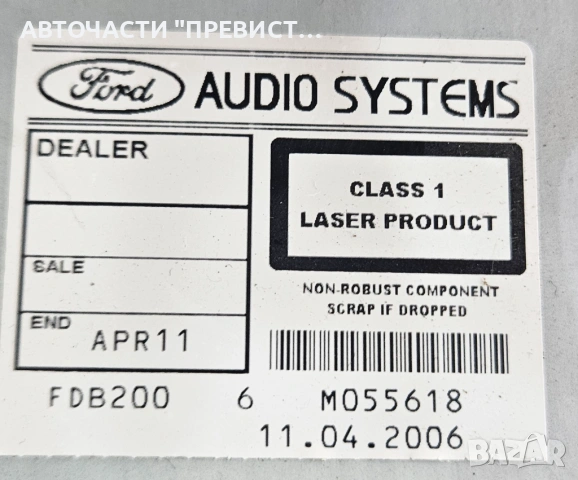 АВТОЧАСТИ "ПРЕВИСТ...
Ford AUDIO SYSTEMS
DEALER
SALE
END APR11
CLASS 1
LASER PRODUCT
NON-ROBUST COMPONENT
SCRAP IF DROPPED
FDB200 6 M055618
11.04.2006
BAZAR